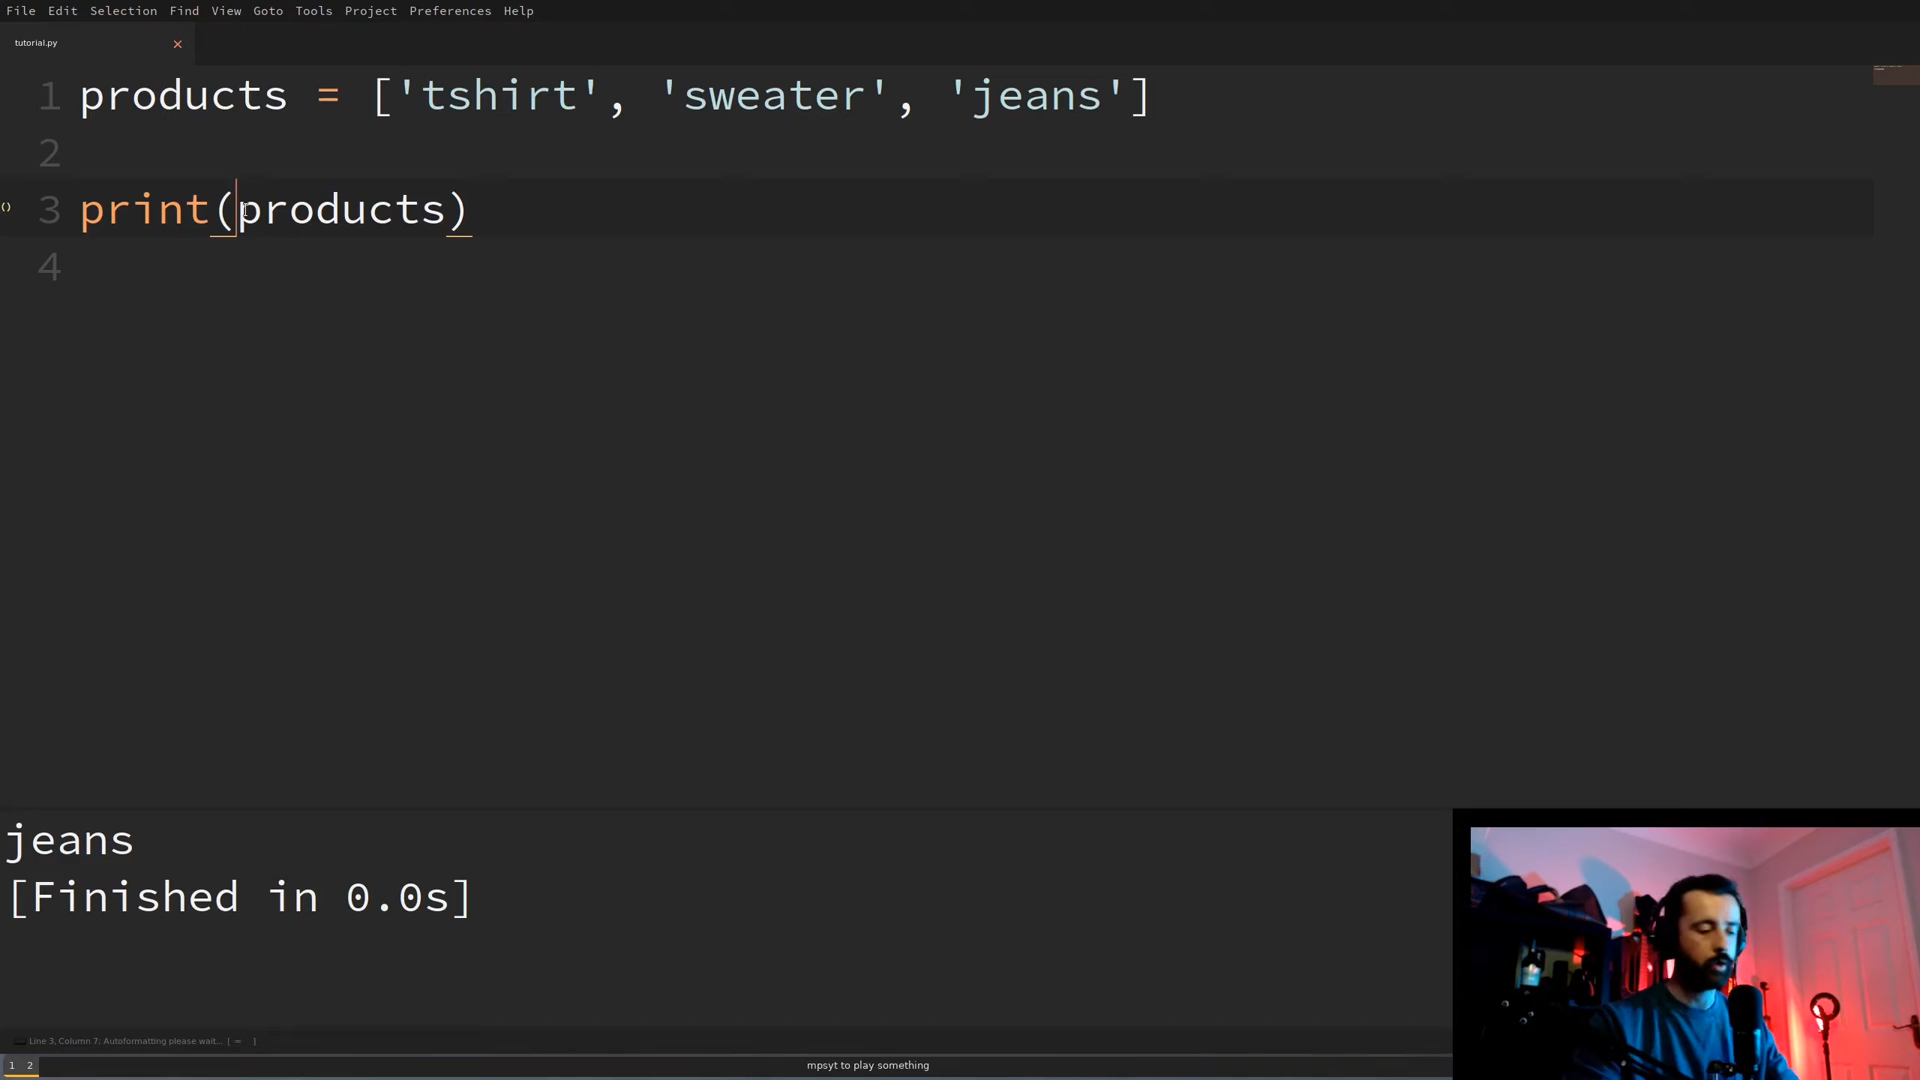 File Edit Selection Find View Goto Tools Project Preferences Help
tutorial.py ×
1 products = ['tshirt', 'sweater', 'jeans']
2
() 3 print(products)
4
jeans
[Finished in 0.0s]
Line 3, Column 7; Autoformatting please wait... [ = ]
1 2 mpsyt to play something